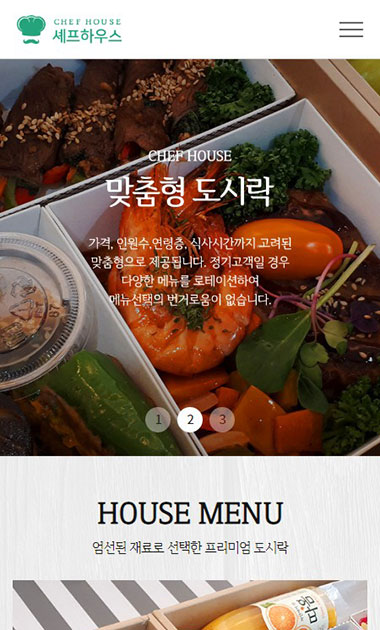 CHEF HOUSE
셰프하우스
CHEF HOUSE
맞춤형 도시락
가격, 인원수,연령층, 식사시간까지 고려된
맞춤형으로 제공됩니다. 정기고객일 경우
다양한 메뉴를 로테이션하여
메뉴선택의 번거로움이 없습니다.
1 2 3
HOUSE MENU
엄선된 재료로 선택한 프리미엄 도시락